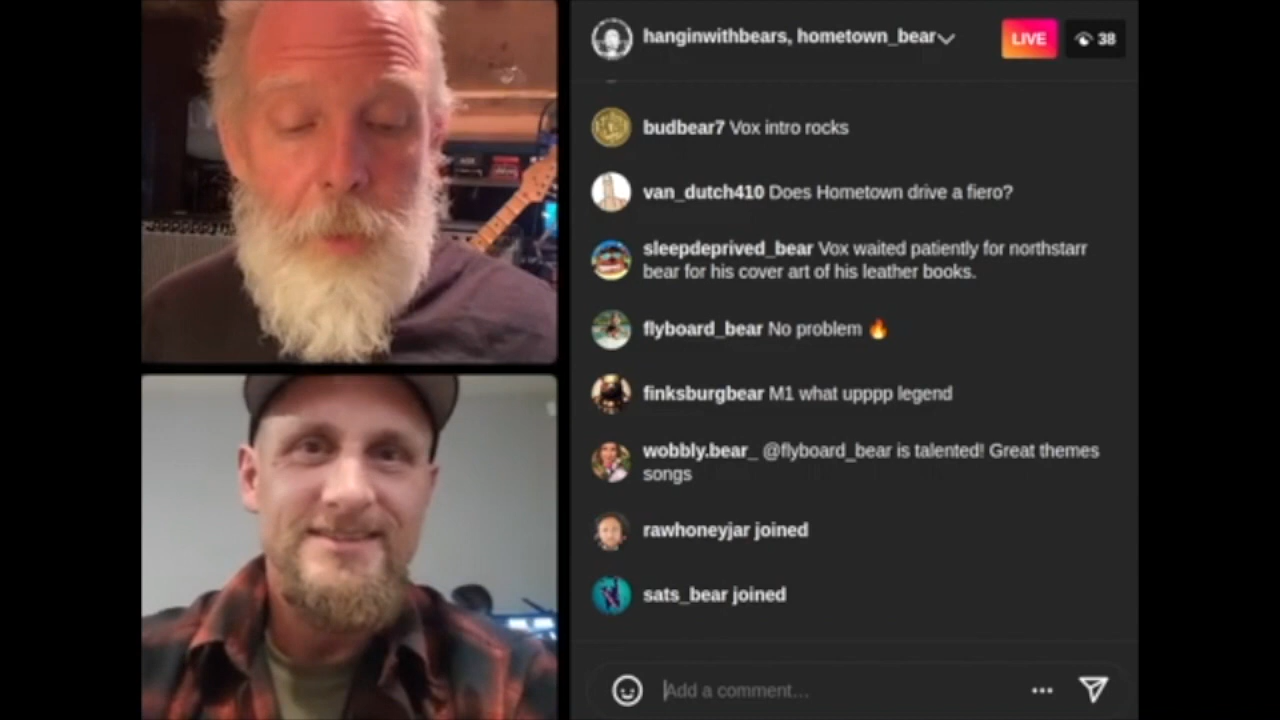 hanginwithbears, hometown_bear
LIVE
38
budbear7 Vox intro rocks
van_dutch410 Does Hometown drive a fiero?
sleepdeprived_bear Vox waited patiently for northstarr
bear for his cover art of his leather books.
flyboard_bear No problem 🔥
finksburgbear M1 what upppp legend
wobbly.bear_ @flyboard_bear is talented! Great themes
songs
rawhoneyjar joined
sats_bear joined
Add a comment...